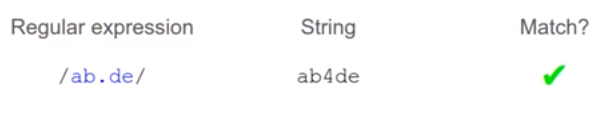 Regular expression String Match?
/ab.de/ ab4de ✔